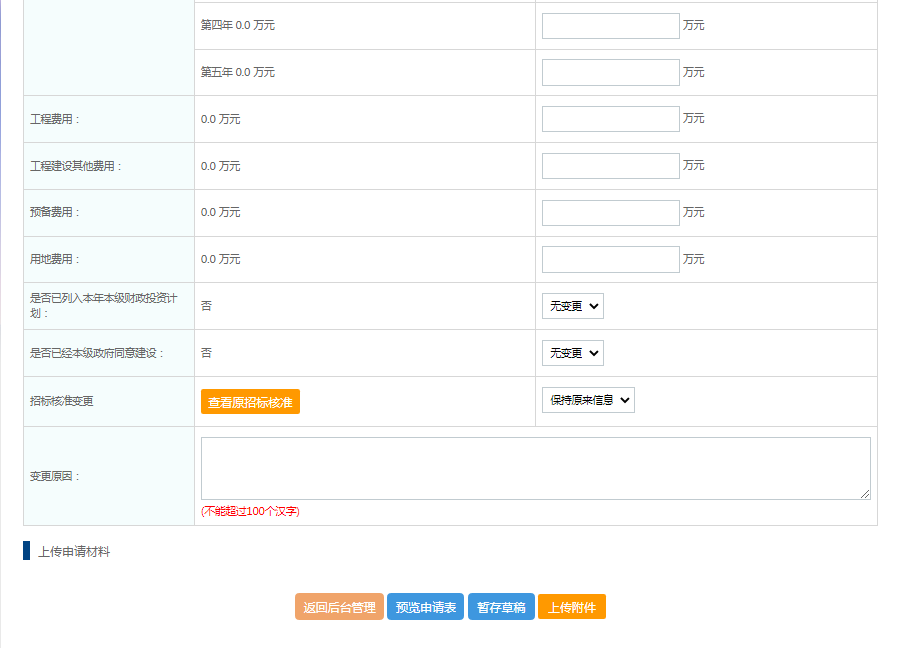 第四年 0.0 万元 万元
第五年 0.0 万元 万元
工程费用： 0.0 万元 万元
工程建设其他费用： 0.0 万元 万元
预备费用： 0.0 万元 万元
用地费用： 0.0 万元 万元
是否已列入本年本级财政投资计
划： 否 无变更
是否已经本级政府同意建设： 否 无变更
招标核准变更 查看原招标核准 保持原来信息
变更原因：
(不能超过100个汉字)
上传申请材料
返回后台管理 预览申请表 暂存草稿 上传附件